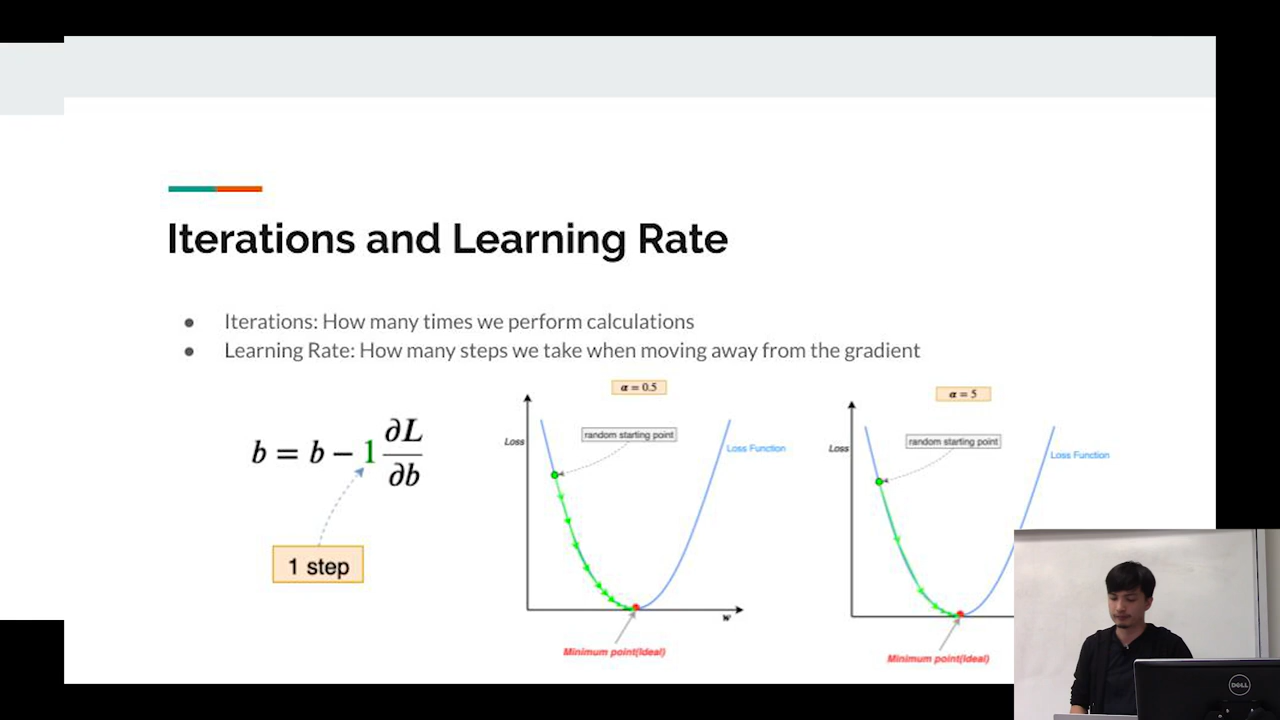 Iterations and Learning Rate
● Iterations: How many times we perform calculations
● Learning Rate: How many steps we take when moving away from the gradient
b = b − 1 ∂L/∂b
1 step
α = 0.5
Loss
random starting point
Loss Function
w
Minimum point(Ideal)
α = 5
Loss
random starting point
Loss Function
Minimum point(Ideal)
DELL